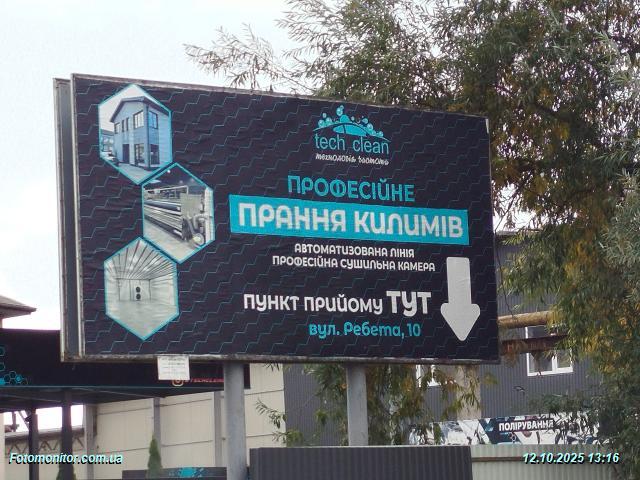 tech clean
технологія чистоти
ПРОФЕСІЙНЕ
ПРАННЯ КИЛИМІВ
АВТОМАТИЗОВАНА ЛІНІЯ
ПРОФЕСІЙНА СУШИЛЬНА КАМЕРА
ПУНКТ ПРИЙОМУ ТУТ
вул. Ребета, 10
ПОЛІРУВАННЯ
Fotomonitor.com.ua
12.10.2025 13:16